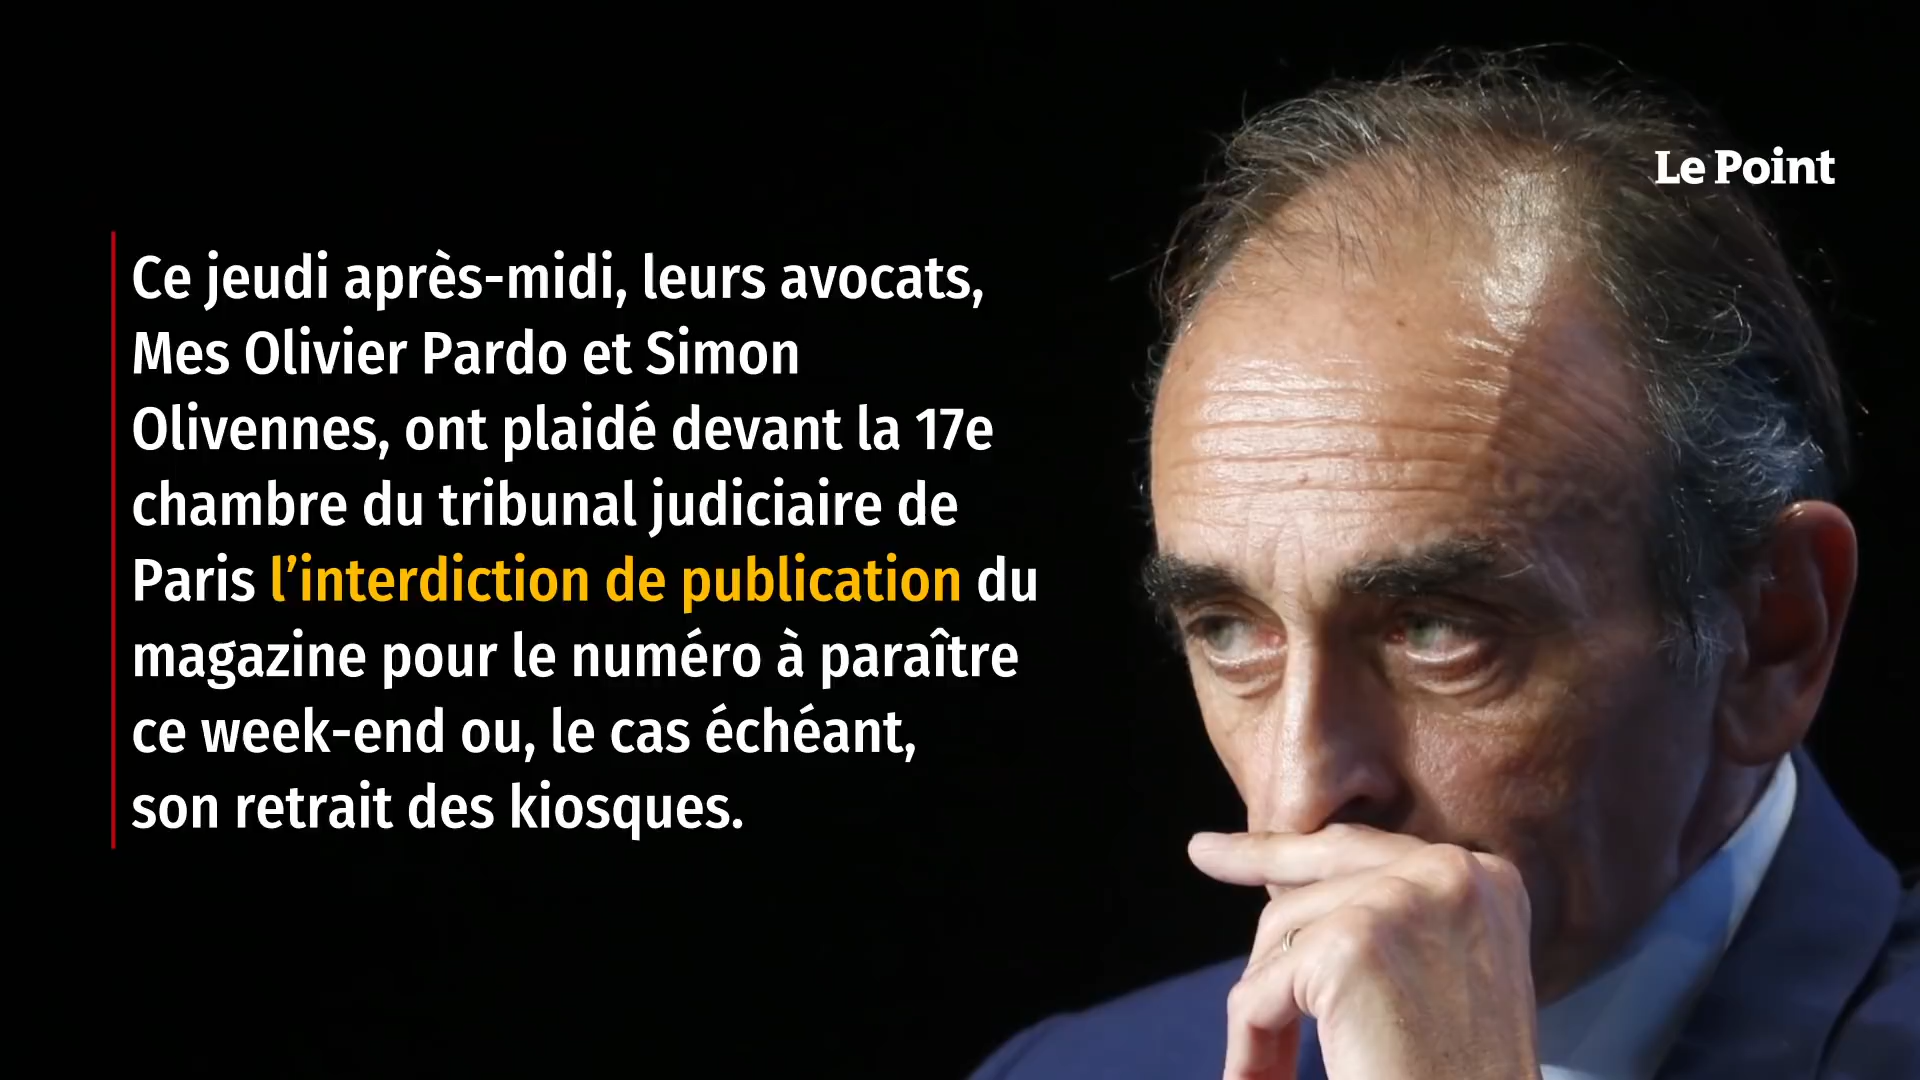 Le Point
Ce jeudi après-midi, leurs avocats,
Mes Olivier Pardo et Simon
Olivennes, ont plaidé devant la 17e
chambre du tribunal judiciaire de
Paris l’interdiction de publication du
magazine pour le numéro à paraître
ce week-end ou, le cas échéant,
son retrait des kiosques.